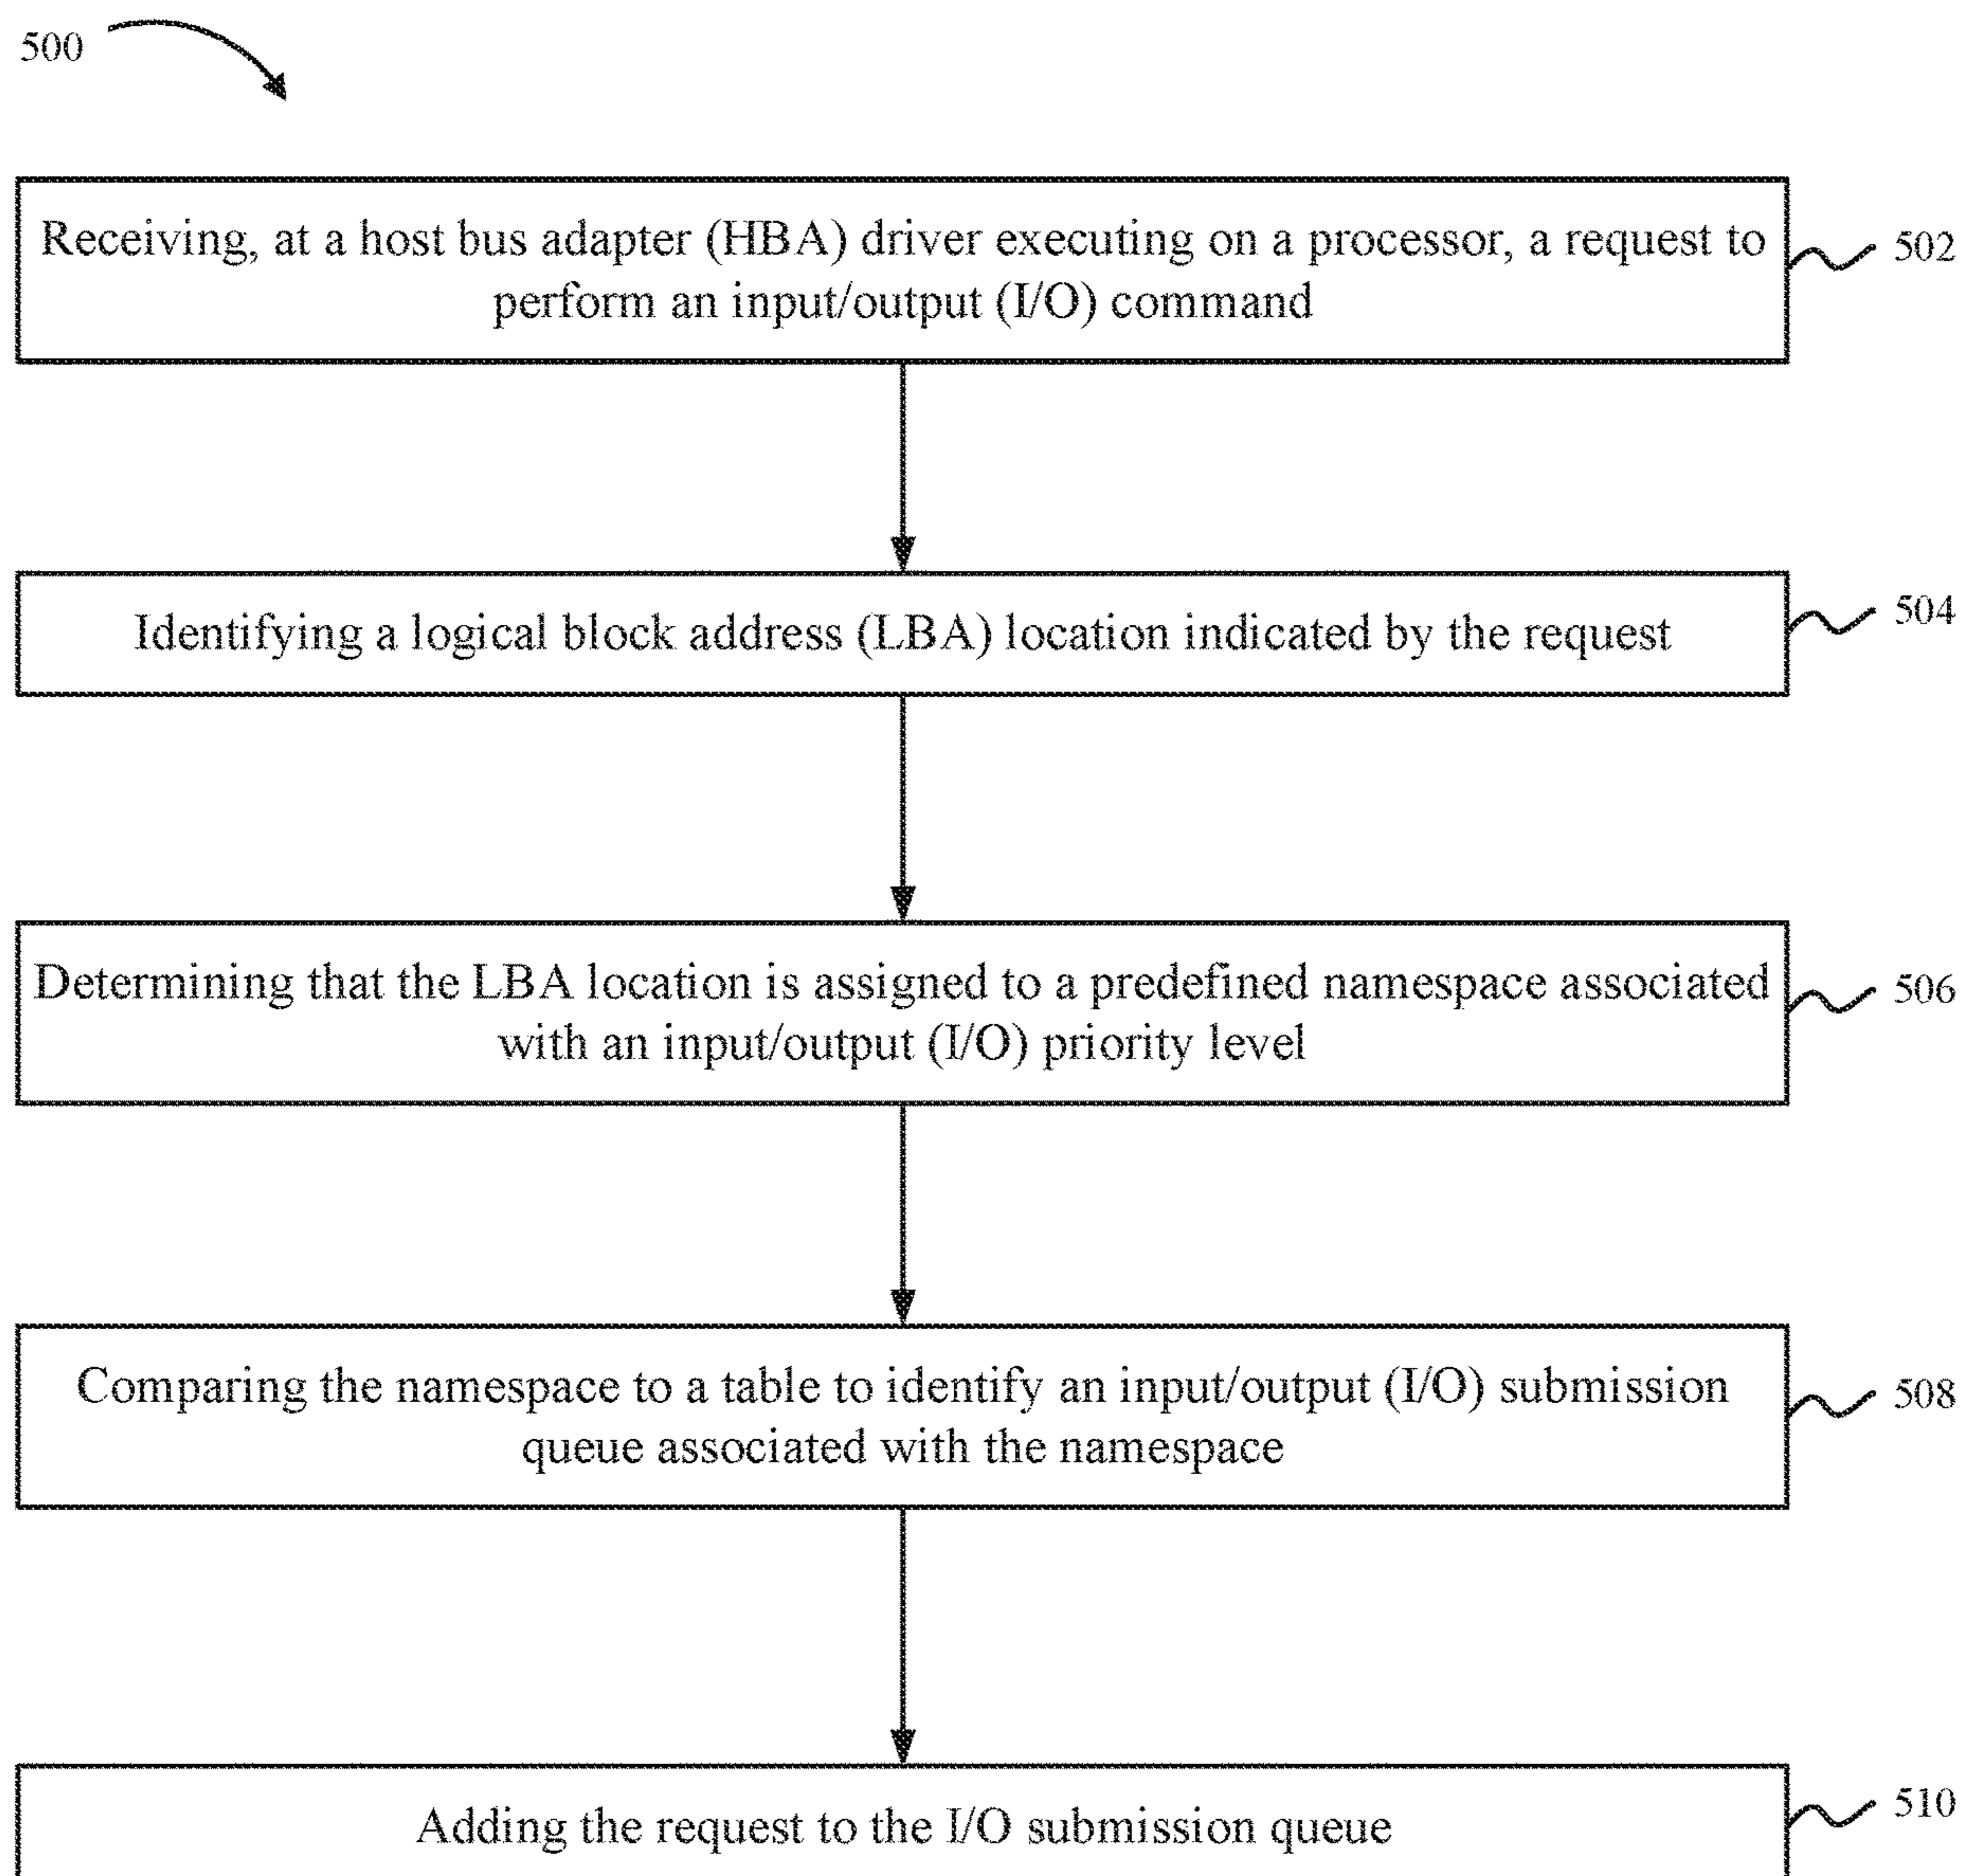 500
Receiving, at a host bus adapter (HBA) driver executing on a processor, a request to
perform an input/output (I/O) command
502
Identifying a logical block address (LBA) location indicated by the request
504
Determining that the LBA location is assigned to a predefined namespace associated
with an input/output (I/O) priority level
506
Comparing the namespace to a table to identify an input/output (I/O) submission
queue associated with the namespace
508
Adding the request to the I/O submission queue
510